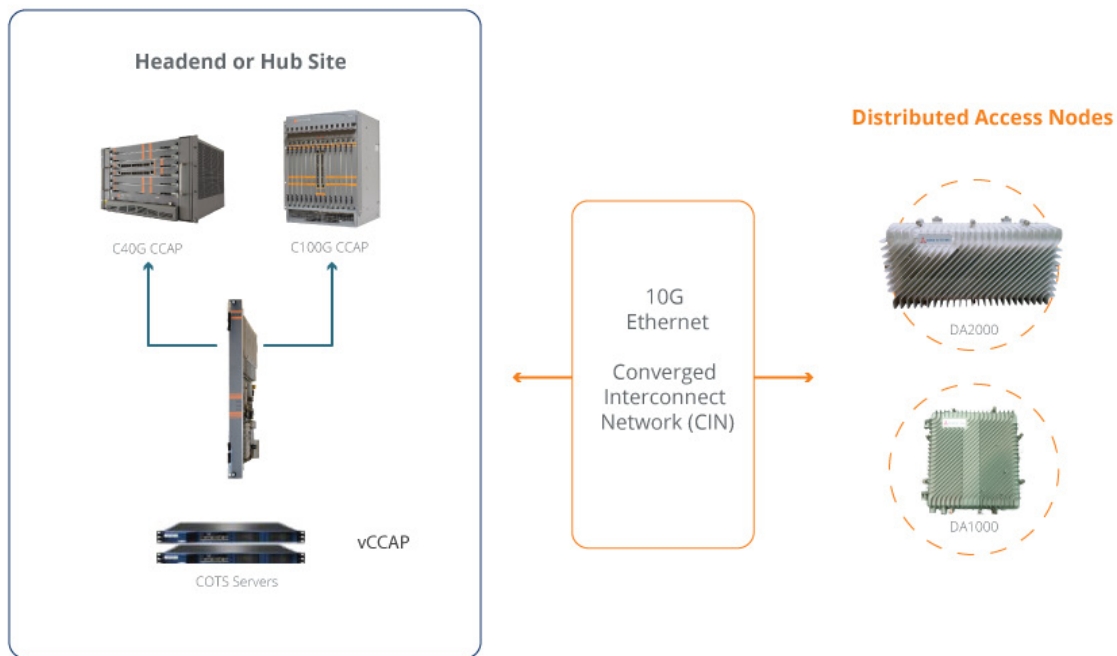 Headend or Hub Site
C40G CCAP
C100G CCAP
vCCAP
COTS Servers
10G
Ethernet
Converged
Interconnect
Network (CIN)
Distributed Access Nodes
DA2000
DA1000